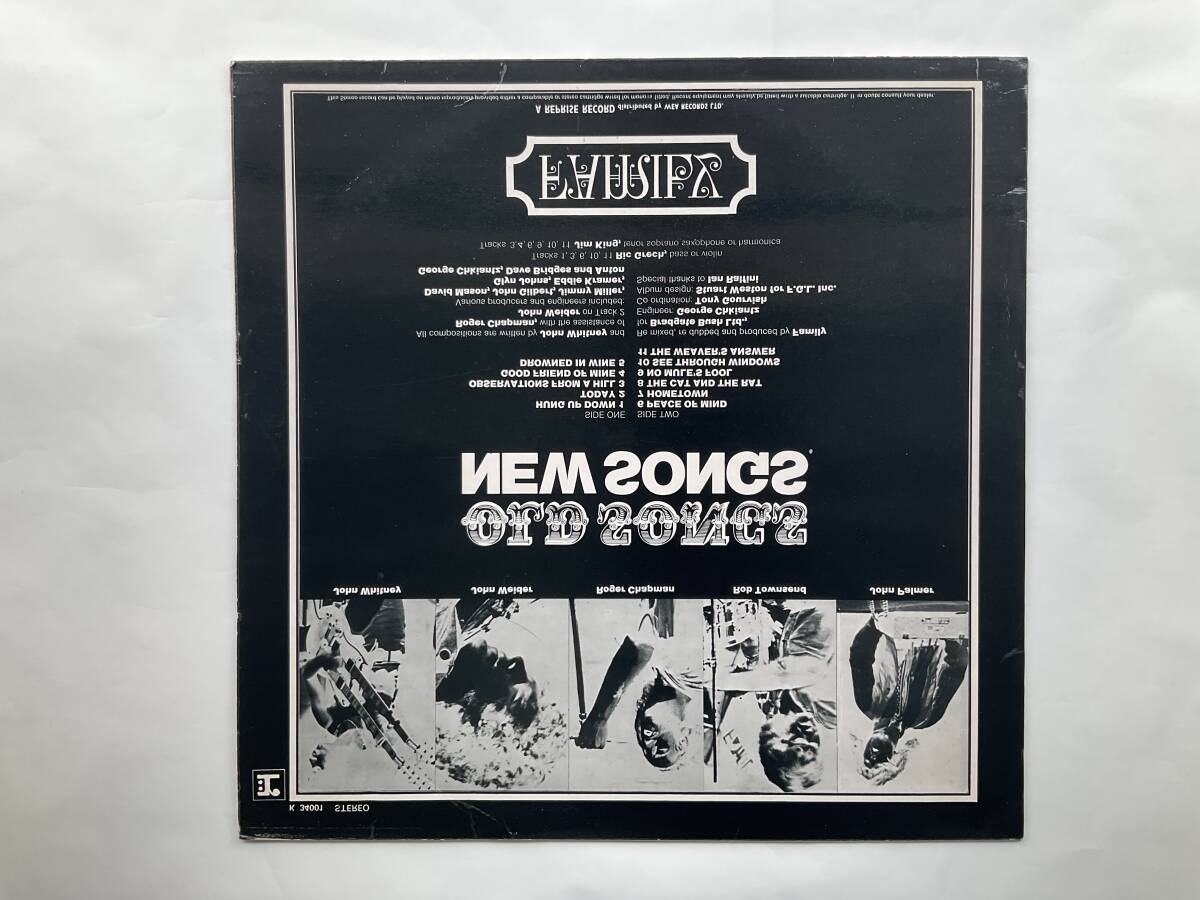 K 34001 STEREO
John Whitney
John Weider
Roger Chapman
Rob Townsend
John Palmer
OLD SONGS
NEW SONGS
SIDE ONE
HUNG UP DOWN 1
TODAY 2
OBSERVATIONS FROM A HILL 3
GOOD FRIEND OF MINE 4
DROWNED IN WINE 5
SIDE TWO
6 PEACE OF MIND
7 HOMETOWN
8 THE CAT AND THE RAT
9 NO MULE'S FOOL
10 SEE THROUGH WINDOWS
11 THE WEAVER'S ANSWER
All compositions are written by John Whitney and
Roger Chapman, with the assistance of
John Weider on Track 2
Various producers and engineers included:
David Mason, John Gilbert, Jimmy Miller,
Glyn Johns, Eddie Kramer,
George Chkiantz, Dave Bridges and Anton
Re mixed, re dubbed and produced by Family
for Bradgate Bush Ltd.,
Engineer: George Chkiantz
Co ordination: Tony Gourvish
Album design: Stuart Weston for F.G.L. Inc.
Special thanks to Ian Ralfini
Tracks 1, 3, 6, 10, 11 Ric Grech, bass or violin
Tracks 3, 4, 6, 9, 10, 11 Jim King, tenor soprano saxophone or harmonica
FAMILY
A REPRISE RECORD distributed by WEA RECORDS LTD.
This Stereo record can be played on mono reproducers provided either a compatible or stereo cartridge wired for mono is fitted. Recent equipment may already be fitted with a suitable cartridge. If in doubt consult your dealer.